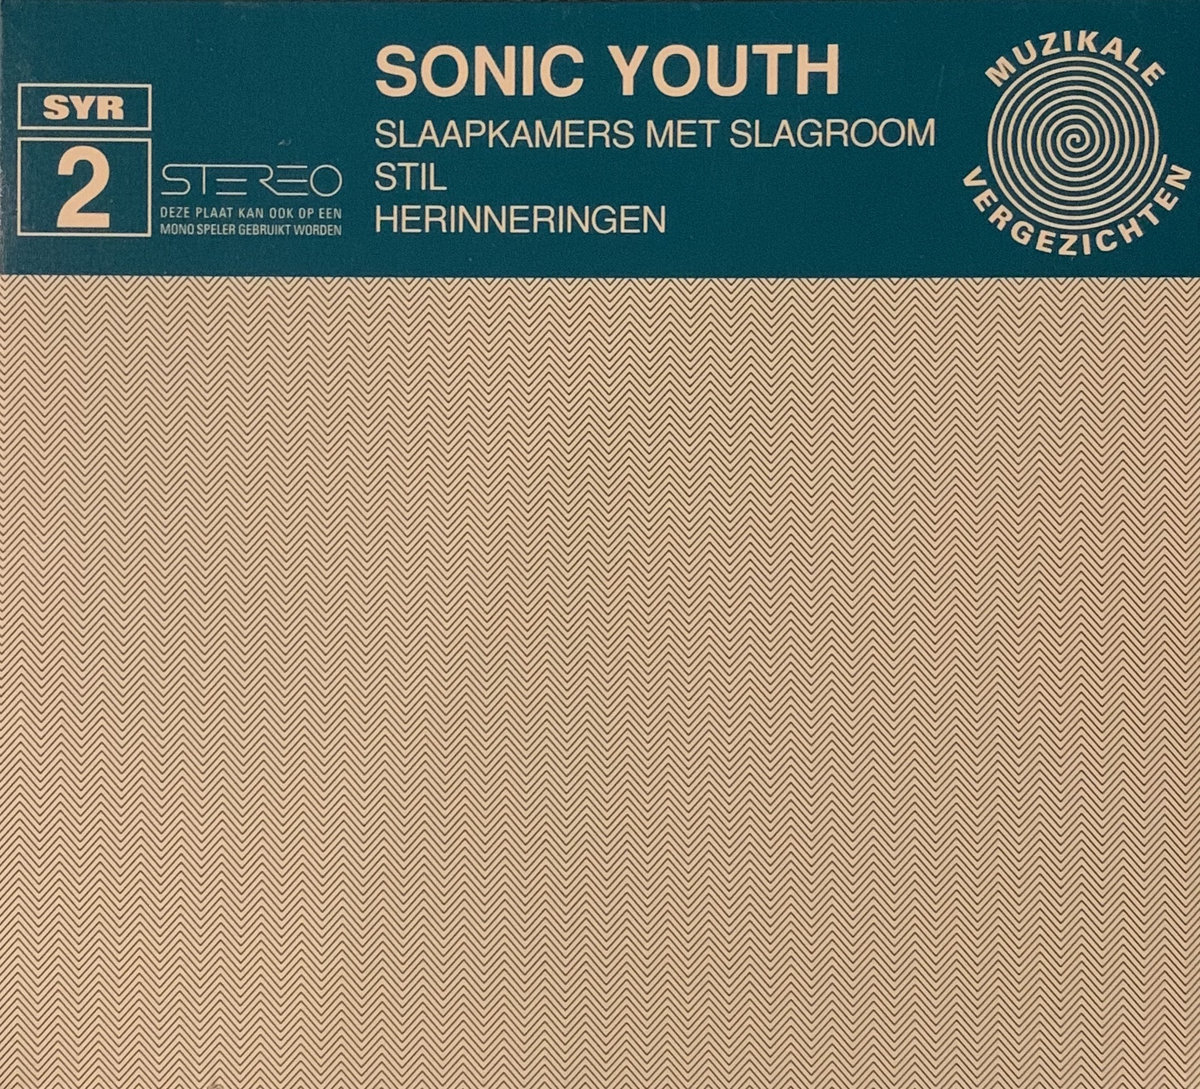 SYR
2
STEREO
DEZE PLAAT KAN OOK OP EEN
MONO SPELER GEBRUIKT WORDEN
SONIC YOUTH
SLAAPKAMERS MET SLAGROOM
STIL
HERINNERINGEN
MUZIKALE
VERGEZICHTEN